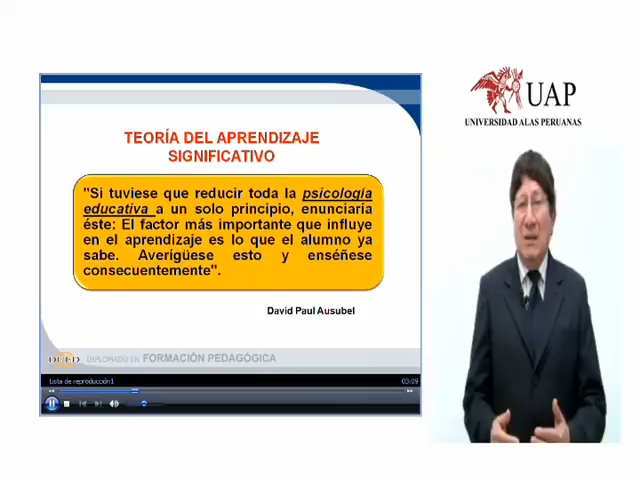 UAP
UNIVERSIDAD ALAS PERUANAS
TEORÍA DEL APRENDIZAJE
SIGNIFICATIVO
"Si tuviese que reducir toda la psicología
educativa a un solo principio, enunciaría
éste: El factor más importante que influye
en el aprendizaje es lo que el alumno ya
sabe. Averígüese esto y enséñese
consecuentemente".
David Paul Ausubel
DUED DIPLOMADO EN FORMACIÓN PEDAGÓGICA
Lista de reproducción1
03:09